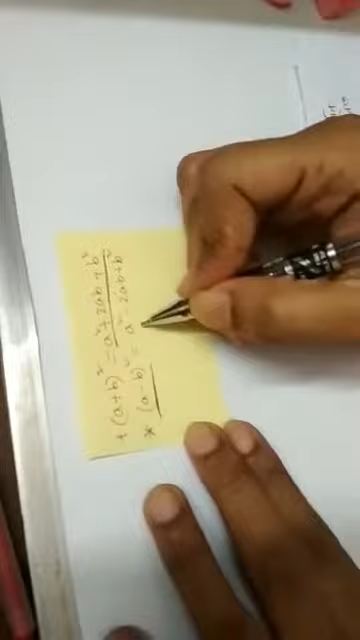 + (a+b)² = a²+2ab+b²
* (a-b)² = a²-2ab+b²